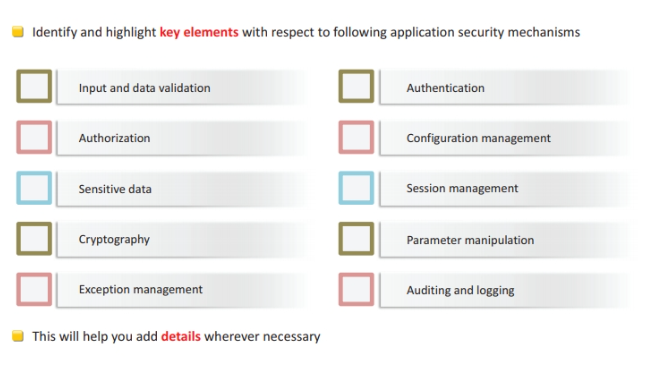 Identify and highlight key elements with respect to following application security mechanisms
Input and data validation
Authentication
Authorization
Configuration management
Sensitive data
Session management
Cryptography
Parameter manipulation
Exception management
Auditing and logging
This will help you add details wherever necessary